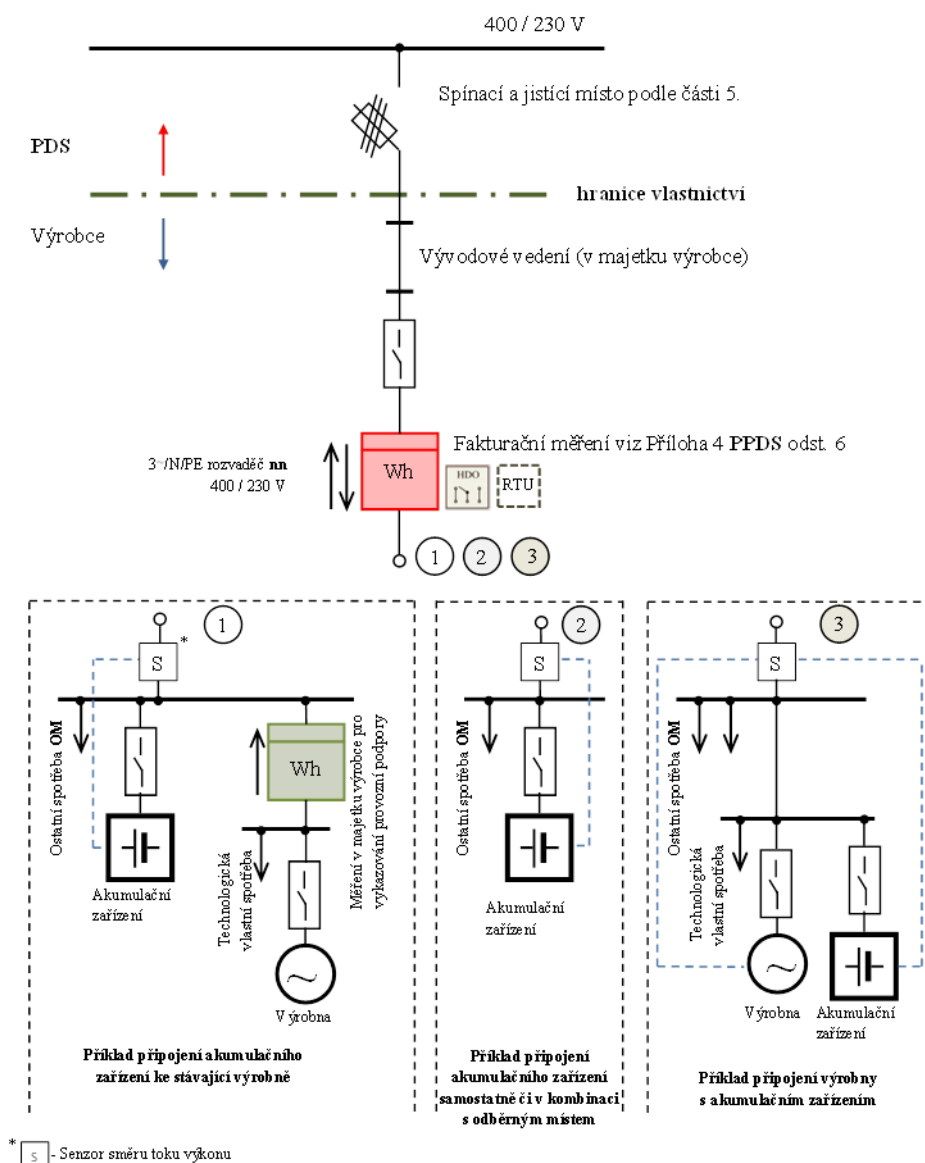 400 / 230 V
Spínací a jistící místo podle části 5.
PDS
hranice vlastnictví
Výrobce
Vývodové vedení (v majetku výrobce)
Fakturační měření viz Příloha 4 PPDS odst. 6
3~/N/PE rozvaděč nn
400 / 230 V
Wh
HDO
RTU
1
2
3
1
S
*
Ostatní spotřeba OM
Wh
Měření v majetku výrobce pro
vykazování provozní podpory
Akumulační
zařízení
Technologická
vlastní spotřeba
Výrobna
Příklad připojení akumulačního
zařízení ke stávající výrobně
2
S
Ostatní spotřeba OM
Akumulační
zařízení
Příklad připojení
akumulačního zařízení
samostatně či v kombinaci
s odběrným místem
3
S
Ostatní spotřeba OM
Technologická
vlastní spotřeba
Výrobna
Akumulační
zařízení
Příklad připojení výrobny
s akumulačním zařízením
* S - Senzor směru toku výkonu